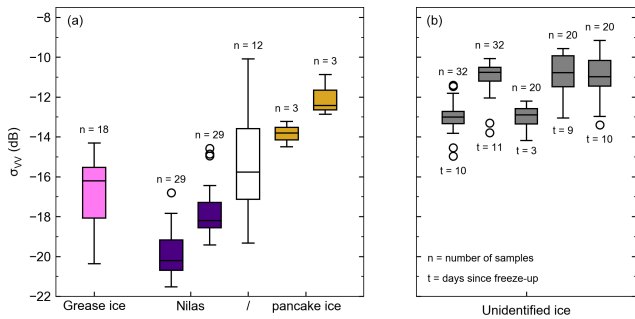 (a)
(b)
σVV (dB)
−8
−10
−12
−14
−16
−18
−20
−22
n = 18
n = 29
n = 29
n = 12
n = 3
n = 3
Grease ice
Nilas / pancake ice
n = 32
n = 32
n = 20
n = 20
n = 20
t = 10
t = 11
t = 3
t = 9
t = 10
n = number of samples
t = days since freeze-up
Unidentified ice